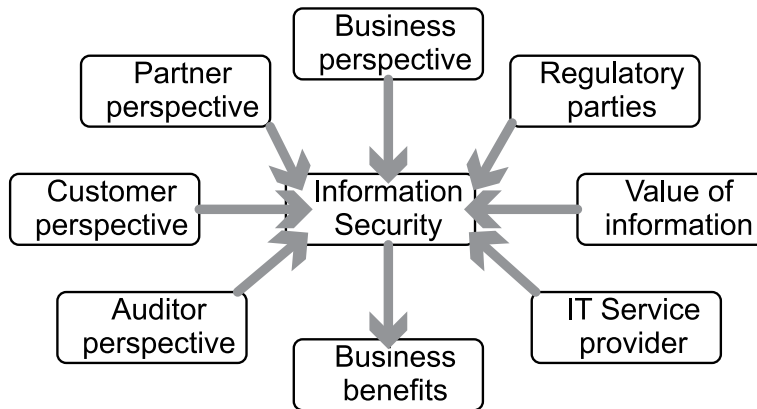 Business
perspective
Partner
perspective
Regulatory
parties
Customer
perspective
Information
Security
Value of
information
Auditor
perspective
IT Service
provider
Business
benefits